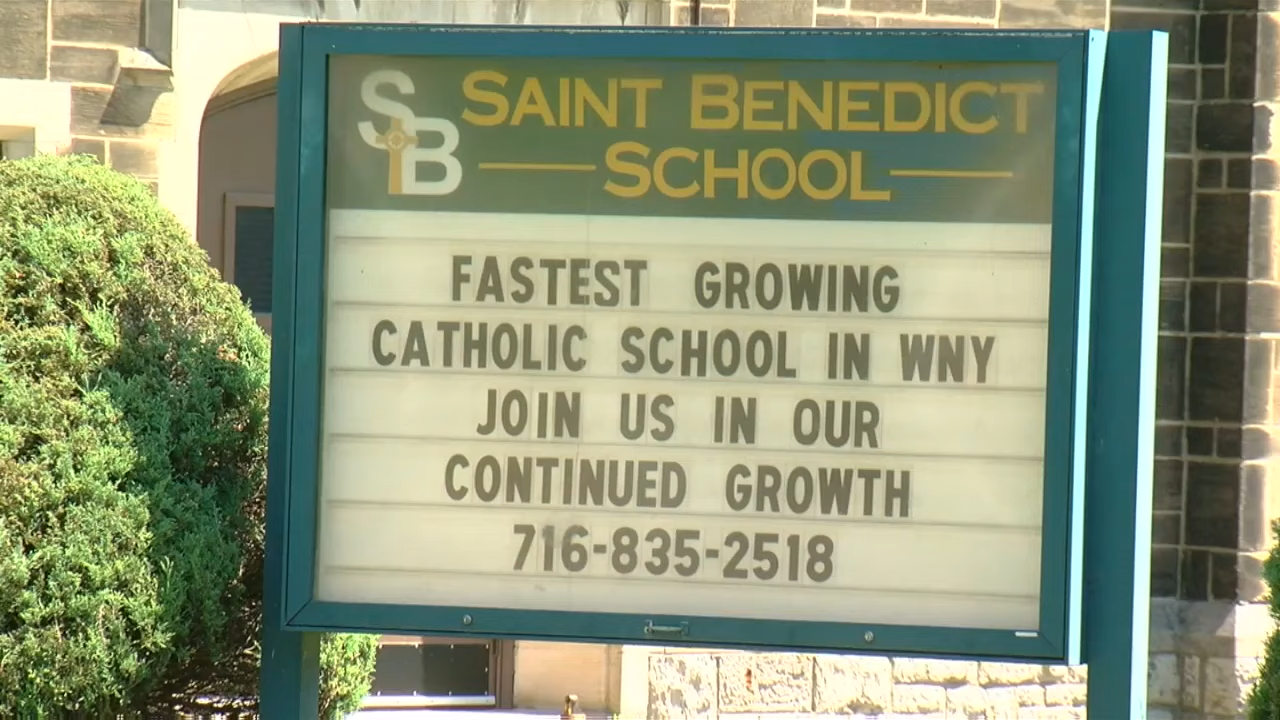 SB
SAINT BENEDICT
SCHOOL
FASTEST GROWING
CATHOLIC SCHOOL IN WNY
JOIN US IN OUR
CONTINUED GROWTH
716-835-2518